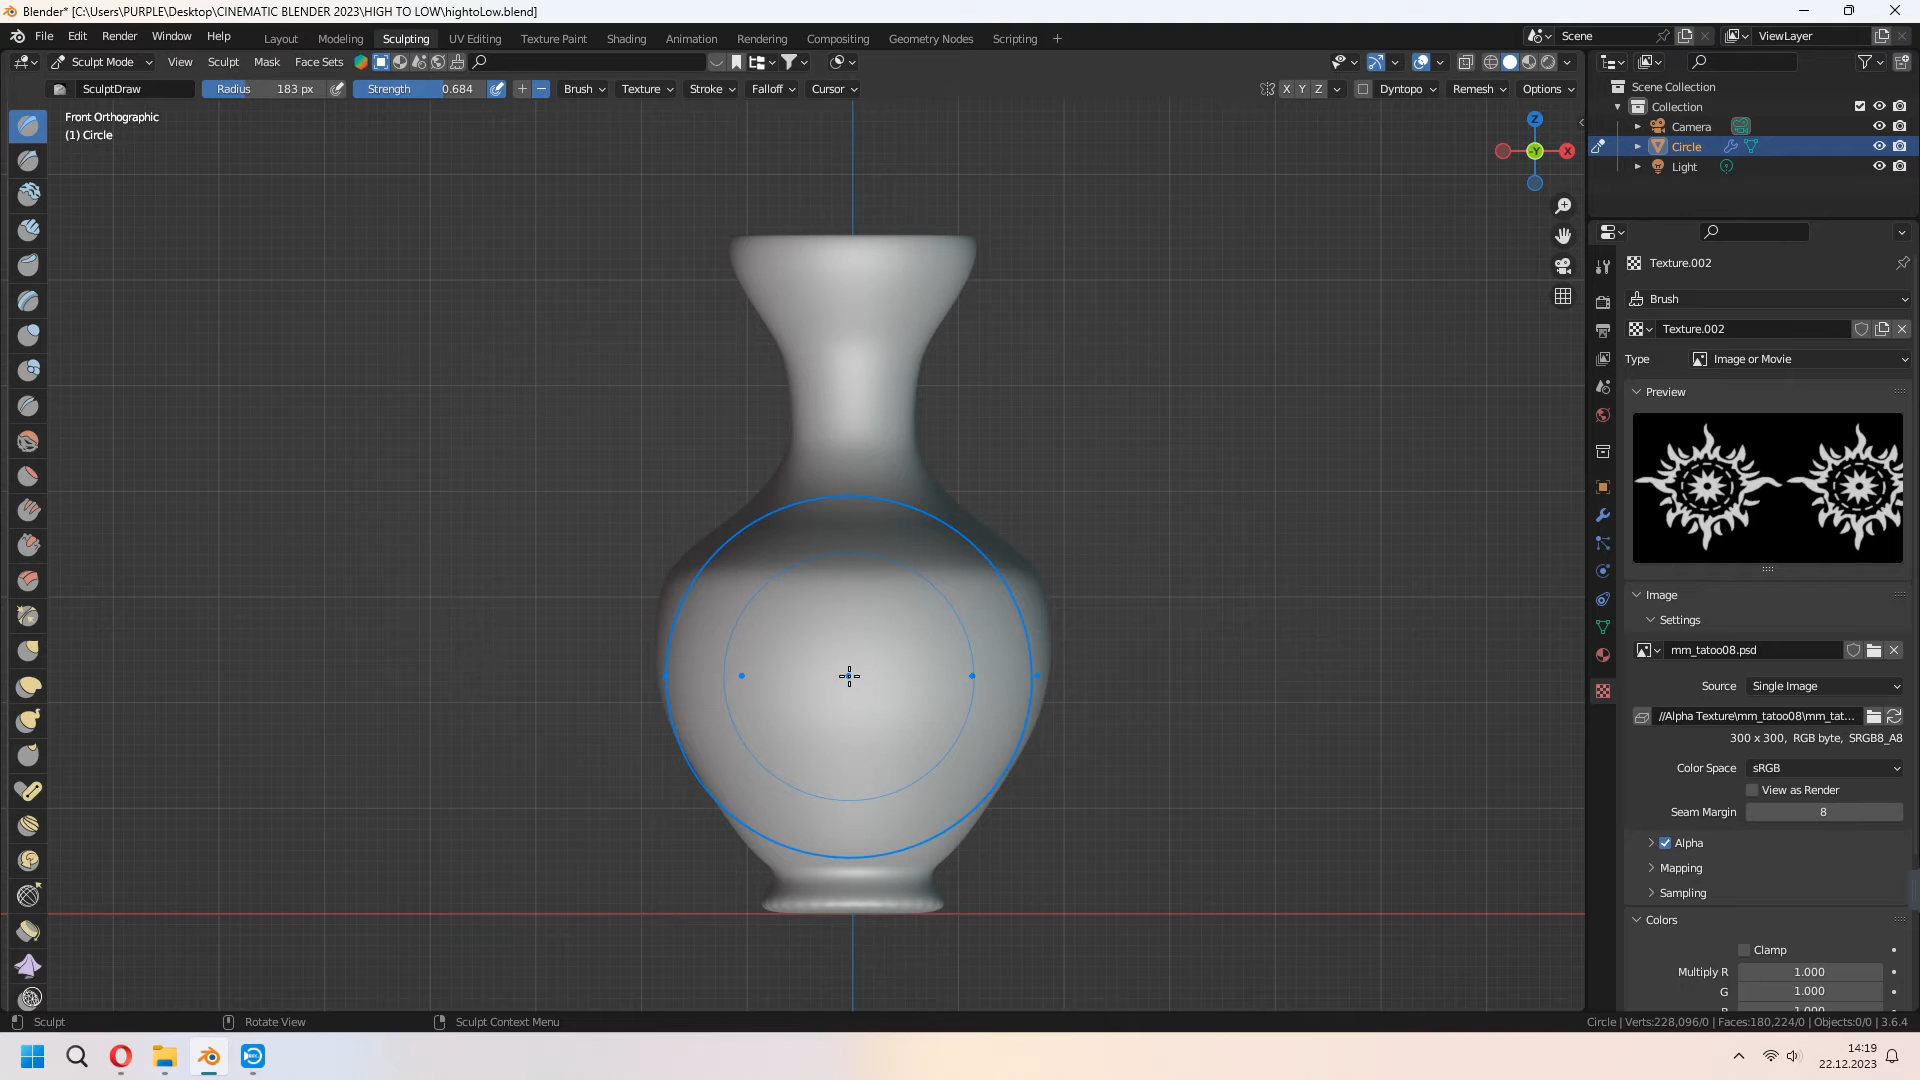 Blender* [C:\Users\PURPLE\Desktop\CINEMATIC BLENDER 2023\HIGH TO LOW\hightoLow.blend]
File Edit Render Window Help Layout Modeling Sculpting UV Editing Texture Paint Shading Animation Rendering Compositing Geometry Nodes Scripting + Scene ViewLayer
Sculpt Mode View Sculpt Mask Face Sets
SculptDraw Radius 183 px Strength 0.684 Brush Texture Stroke Falloff Cursor X Y Z Dyntopo Remesh Options
Front Orthographic
(1) Circle
Z
-Y
X
Scene Collection
Collection
Camera
Circle
Light
Texture.002
Brush
Texture.002
Type Image or Movie
Preview
Image
Settings
mm_tatoo08.psd
Source Single Image
//Alpha Texture\mm_tatoo08\mm_tat...
300 x 300, RGB byte, SRGB8_A8
Color Space sRGB
View as Render
Seam Margin 8
Alpha
Mapping
Sampling
Colors
Clamp
Multiply R 1.000
G 1.000
Sculpt Rotate View Sculpt Context Menu Circle | Verts:228,096/0 | Faces:180,224/0 | Objects:0/0 | 3.6.4
14:19
22.12.2023